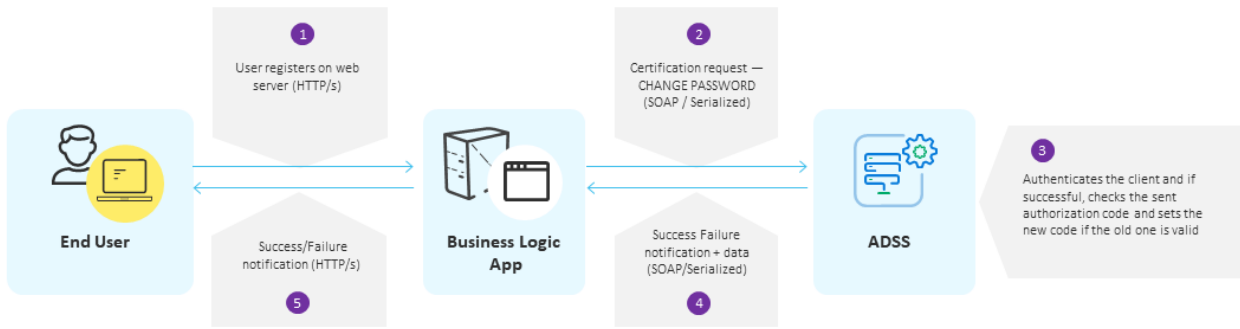 1
User registers on web
server (HTTP/s)
2
Certification request —
CHANGE PASSWORD
(SOAP / Serialized)
3
Authenticates the client and if
successful, checks the sent
authorization code and sets the
new code if the old one is valid
End User
Business Logic
App
ADSS
Success/Failure
notification (HTTP/s)
5
Success Failure
notification + data
(SOAP/Serialized)
4